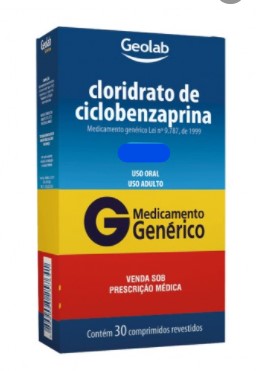 Geolab
cloridrato de
ciclobenzaprina
Medicamento genérico Lei nº 9.787, de 1999
USO ORAL
USO ADULTO
G Medicamento
Genérico
VENDA SOB
PRESCRIÇÃO MÉDICA
Contém 30 comprimidos revestidos